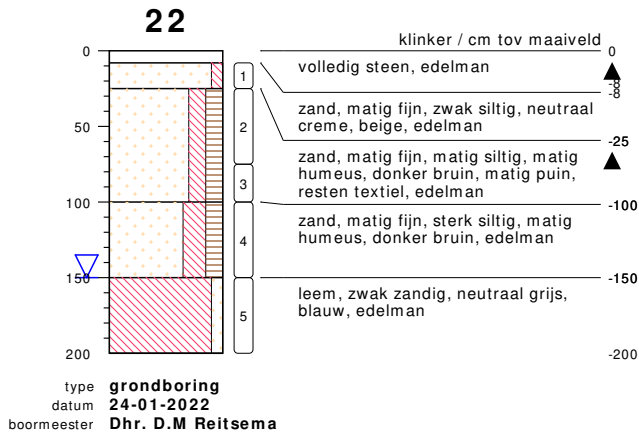 22
klinker / cm tov maaiveld
0
0
volledig steen, edelman
-8
-8
1
zand, matig fijn, zwak siltig, neutraal
creme, beige, edelman
50
2
-25
zand, matig fijn, matig siltig, matig
humeus, donker bruin, matig puin,
resten textiel, edelman
3
100
-100
zand, matig fijn, sterk siltig, matig
humeus, donker bruin, edelman
4
150
-150
leem, zwak zandig, neutraal grijs,
blauw, edelman
5
200
-200
type grondboring
datum 24-01-2022
boormeester Dhr. D.M Reitsema